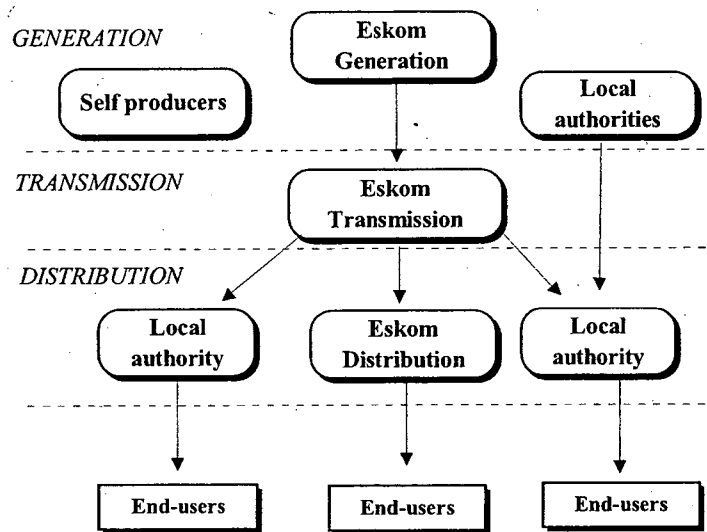 GENERATION
Eskom
Generation
Self producers
Local
authorities
TRANSMISSION
Eskom
Transmission
DISTRIBUTION
Local
authority
Eskom
Distribution
Local
authority
End-users
End-users
End-users